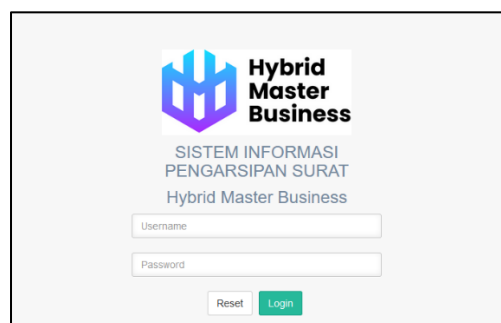 Hybrid
Master
Business
SISTEM INFORMASI
PENGARSIPAN SURAT
Hybrid Master Business
Username
Password
Reset Login